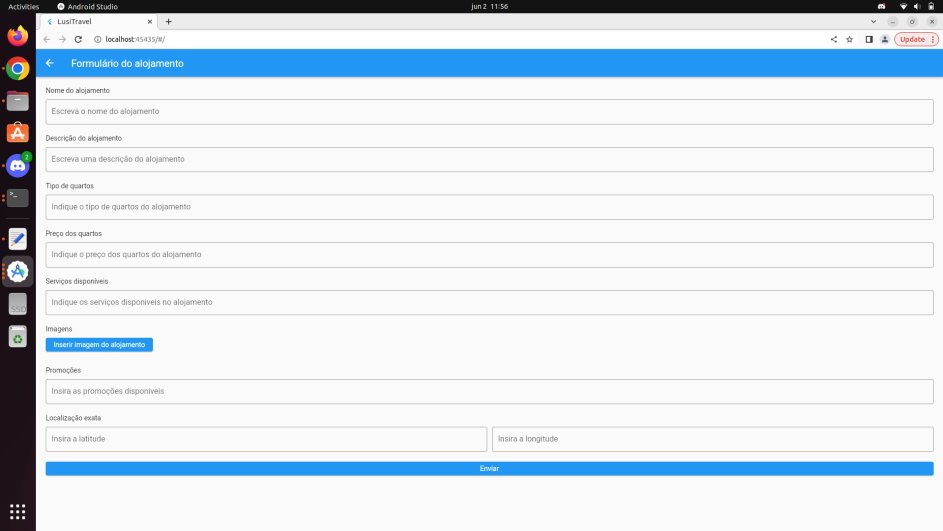 Activities
Android Studio
jun 2 11:56
LusiTravel
localhost:45435/#/
Update
Formulário do alojamento
Nome do alojamento
Escreva o nome do alojamento
Descrição do alojamento
Escreva uma descrição do alojamento
Tipo de quartos
Indique o tipo de quartos do alojamento
Preço dos quartos
Indique o preço dos quartos do alojamento
Serviços disponiveis
Indique os serviços disponiveis no alojamento
Imagens
Inserir imagem do alojamento
Promoções
Insira as promoções disponiveis
Localização exata
Insira a latitude
Insira a longitude
Enviar
2
SSD